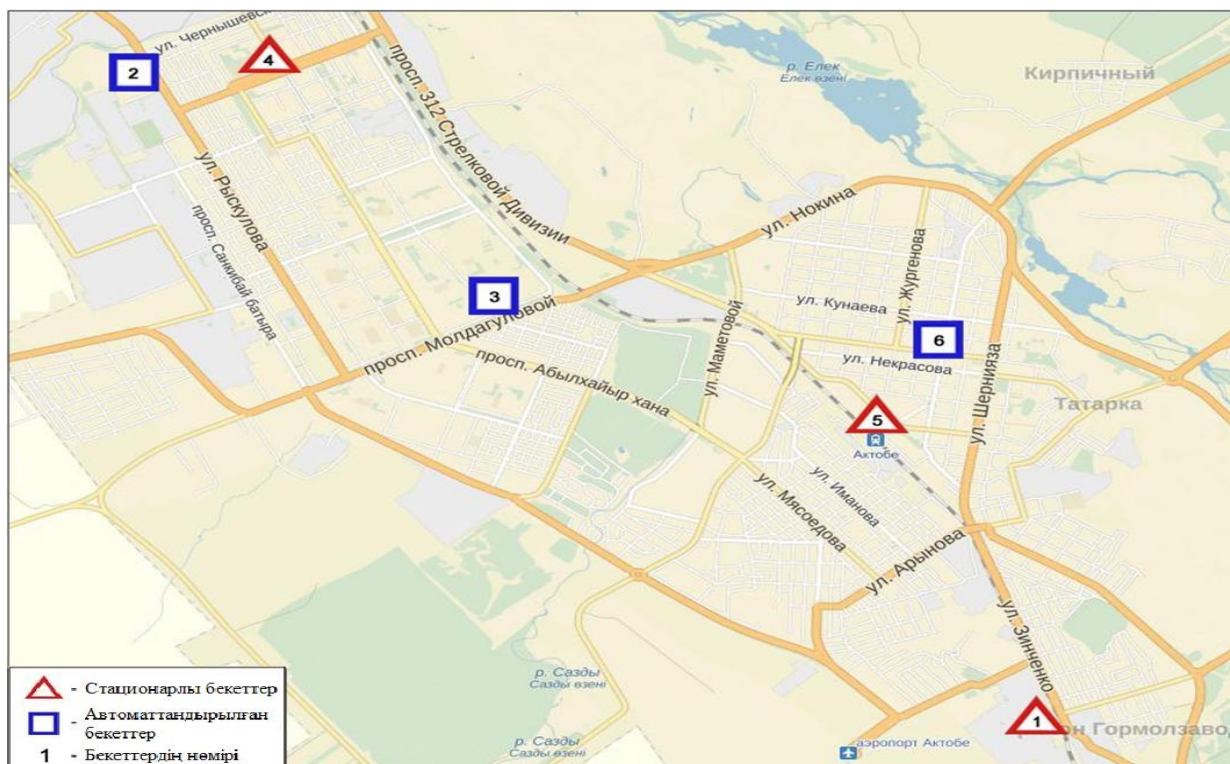 ул. Чернышевск
2
4
просп. 312 Стрелковой Дивизии
р. Елек
Елек өзені
Кирпичный
ул. Рыскулова
просп. Санкибай батыра
ул. Нокина
3
просп. Молдагуловой
ул. Кунаева
ул. Жургенова
6
ул. Некрасова
просп. Абылхайыр хана
ул. Маметовой
ул. Шернияза
Татарка
5
Актобе
ул. Иманова
ул. Мясоедова
ул. Арынова
ул. Зинченко
р. Сазды
Сазды өзені
1
он Гормолзаво
р. Сазды
Сазды өзені
аэропорт Актобе
- Стационарлы бекеттер
- Автоматтандырылған
бекеттер
1 - Бекеттердің нөмірі